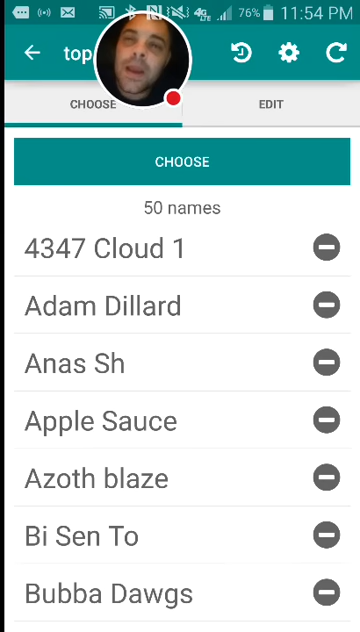 76% 11:54 PM
top
CHOOSE EDIT
CHOOSE
50 names
4347 Cloud 1
Adam Dillard
Anas Sh
Apple Sauce
Azoth blaze
Bi Sen To
Bubba Dawgs